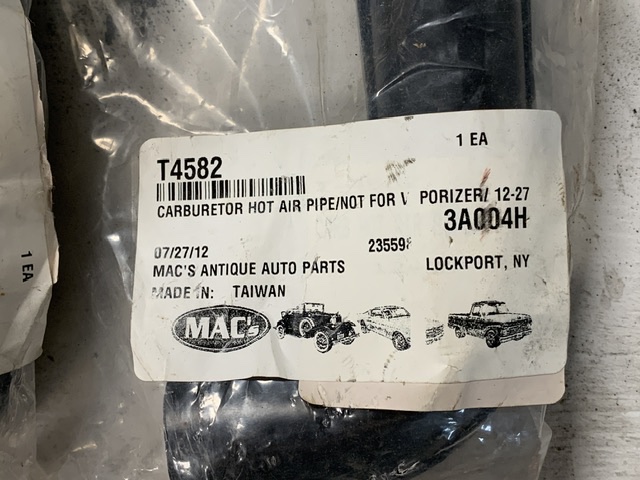 1 EA
T4582
CARBURETOR HOT AIR PIPE/NOT FOR V PORIZER/ 12-27
3A004H
07/27/12 235598
MAC'S ANTIQUE AUTO PARTS LOCKPORT, NY
MADE IN: TAIWAN
MAC's
1 EA